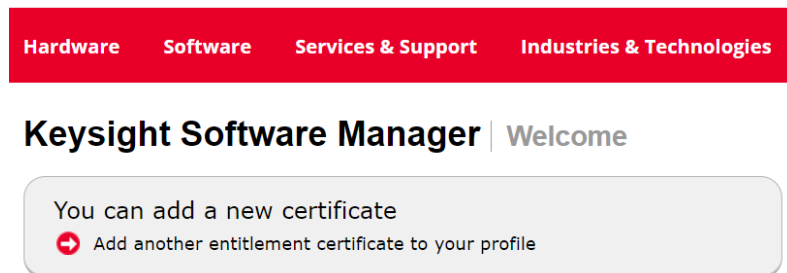 Hardware Software Services & Support Industries & Technologies
Keysight Software Manager Welcome
You can add a new certificate
Add another entitlement certificate to your profile